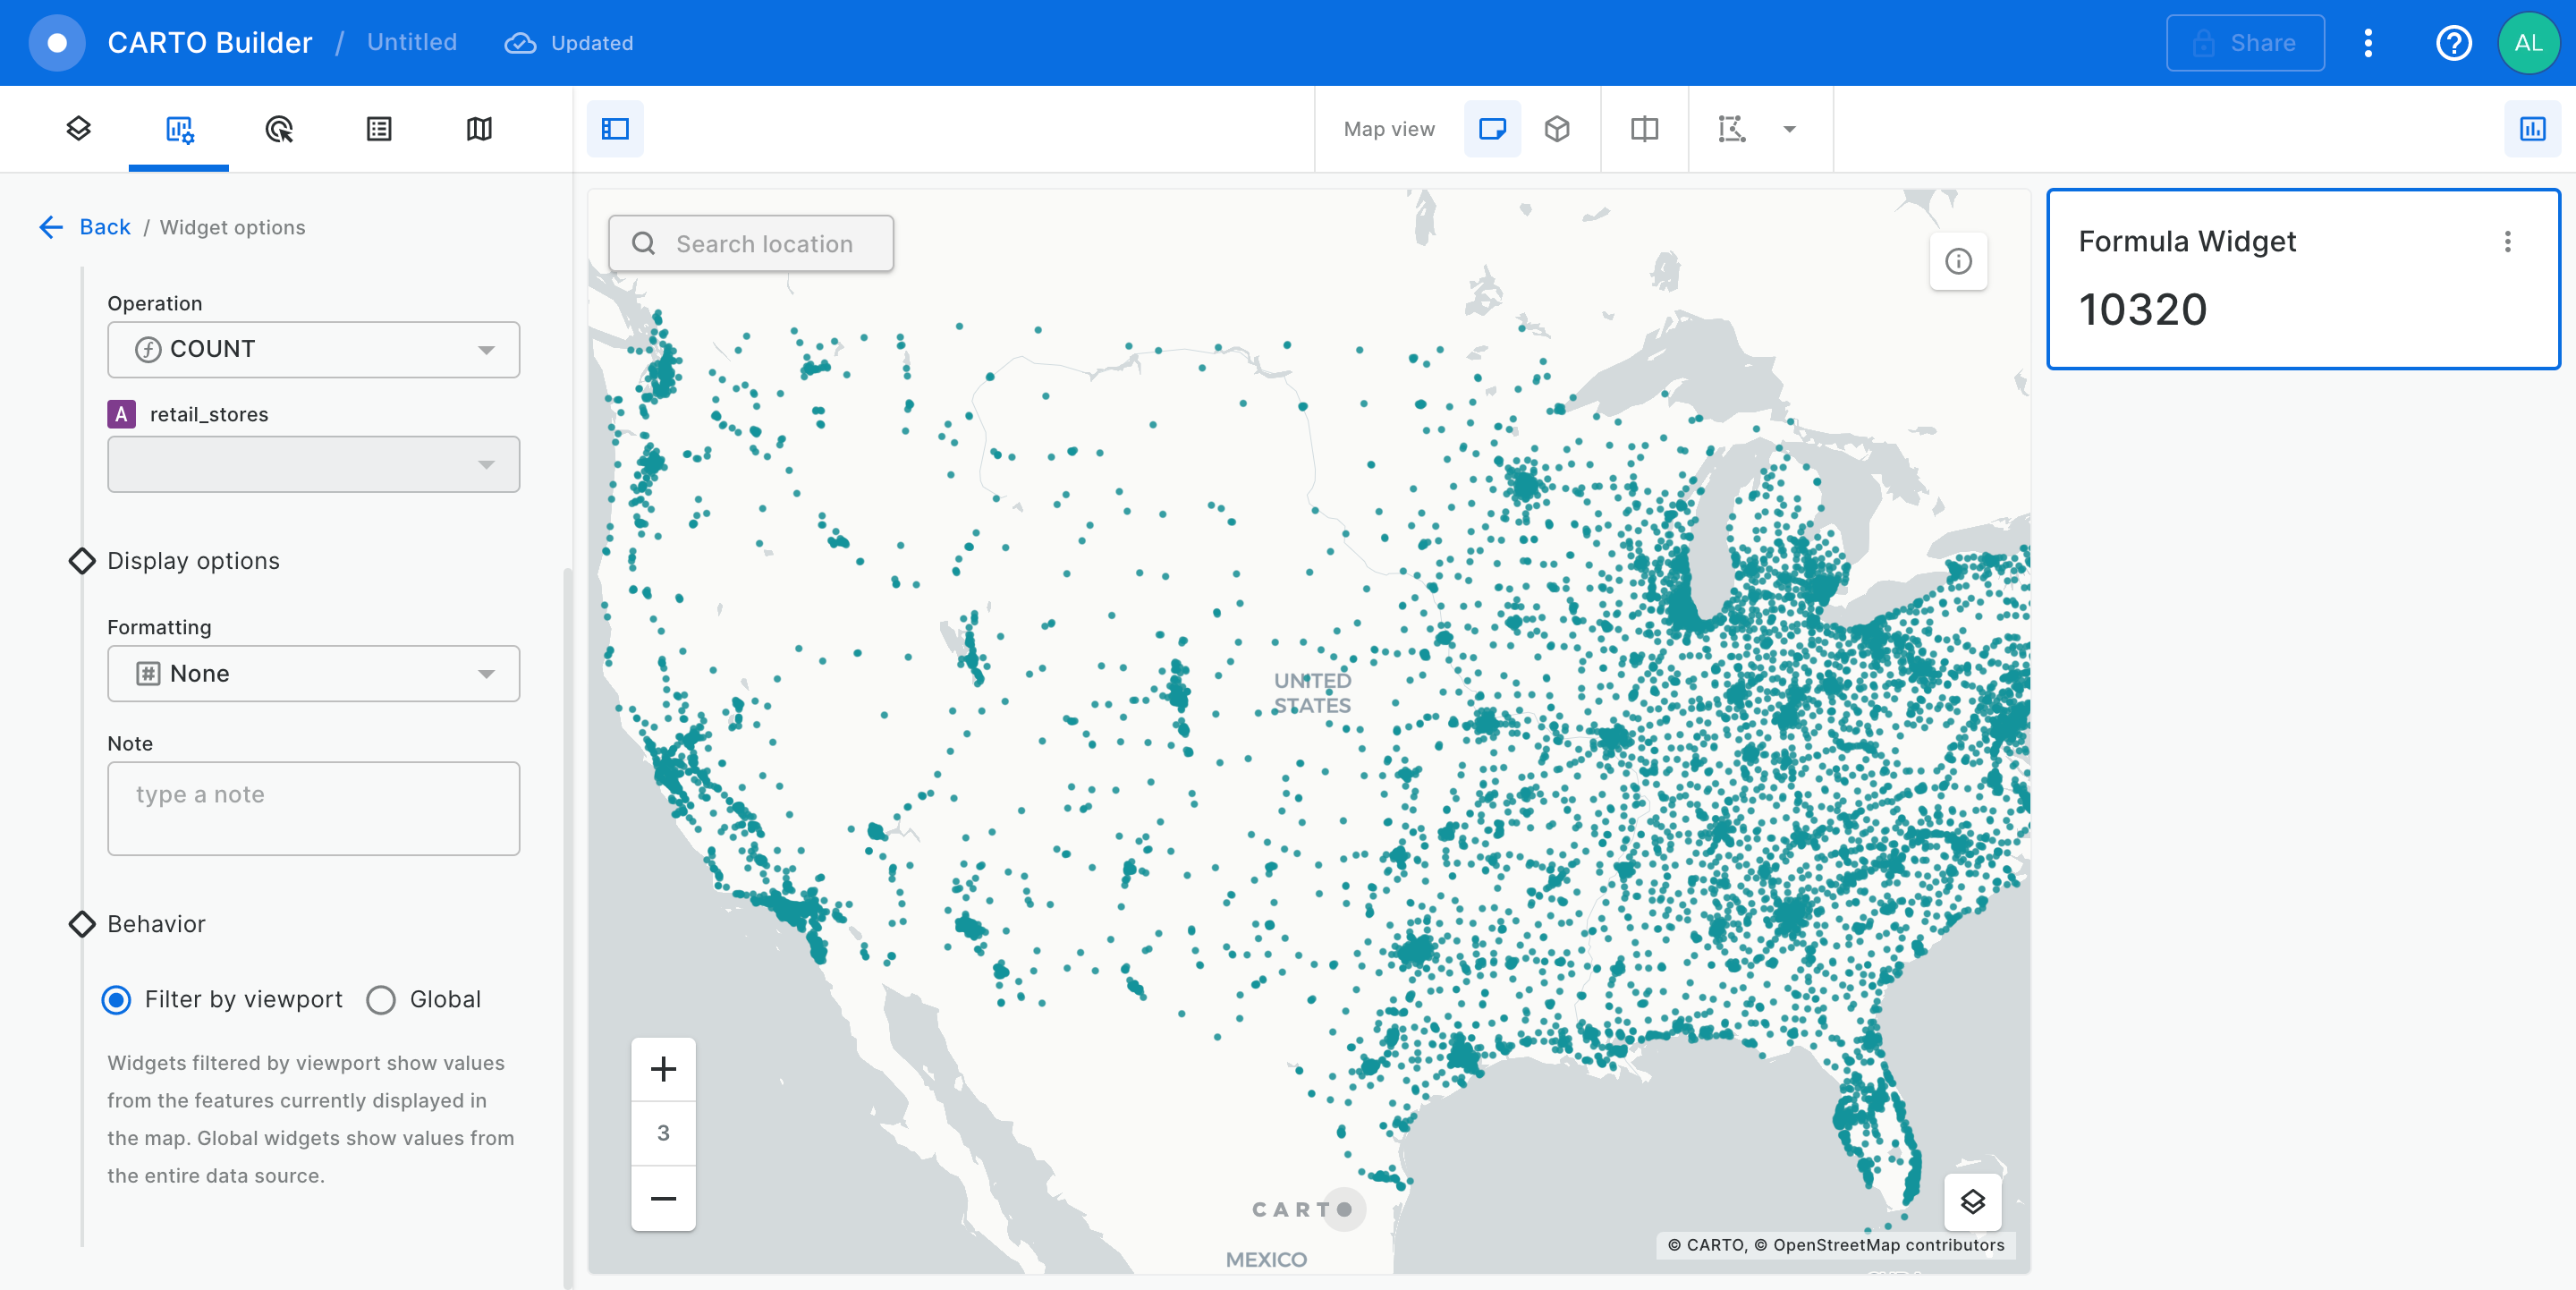 CARTO Builder / Untitled Updated
Share
AL
Map view
Back / Widget options
Operation
COUNT
A retail_stores
Display options
Formatting
None
Note
type a note
Behavior
Filter by viewport Global
Widgets filtered by viewport show values
from the features currently displayed in
the map. Global widgets show values from
the entire data source.
Search location
UNITED
STATES
3
CARTO
MEXICO
© CARTO, © OpenStreetMap contributors
Formula Widget
10320